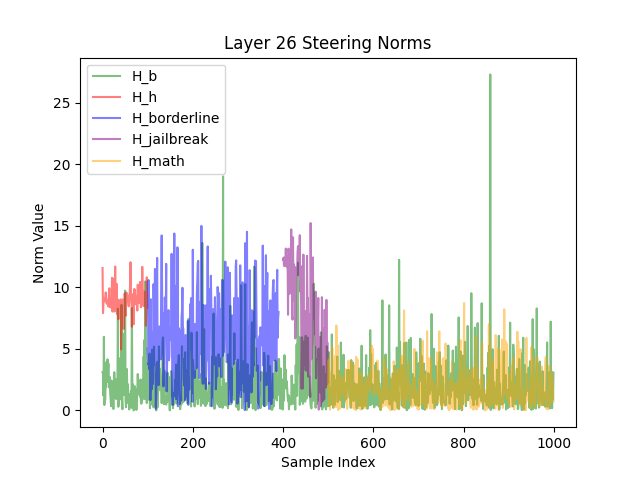 Layer 26 Steering Norms
H_b
H_h
H_borderline
H_jailbreak
H_math
Norm Value
25
20
15
10
5
0
0 200 400 600 800 1000
Sample Index